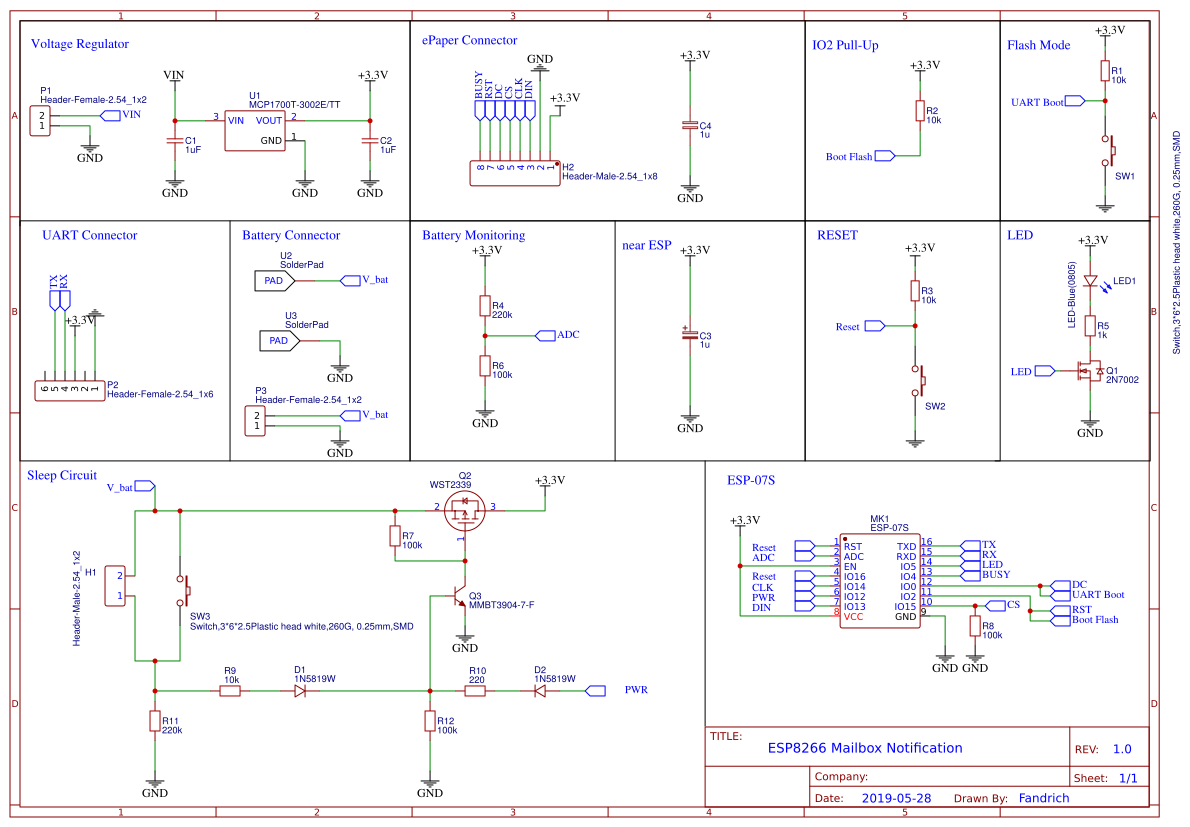 1 2 3 4 5
A
B
C
D
Voltage Regulator
P1
Header-Female-2.54_1x2
2
1
VIN
GND
VIN
C1
1uF
GND
U1
MCP1700T-3002E/TT
3 VIN VOUT 2
GND 1
GND
+3.3V
C2
1uF
GND
ePaper Connector
BUSY
RST
DC
CS
CLK
DIN
GND
+3.3V
8 7 6 5 4 3 2 1
H2
Header-Male-2.54_1x8
+3.3V
C4
1u
GND
IO2 Pull-Up
+3.3V
R2
10k
Boot Flash
Flash Mode
+3.3V
R1
10k
UART Boot
SW1
Switch,3*6*2.5Plastic head white,260G, 0.25mm,SMD
UART Connector
TX
RX
+3.3V
6 5 4 3 2 1
P2
Header-Female-2.54_1x6
Battery Connector
U2
SolderPad
PAD
V_bat
U3
SolderPad
PAD
GND
P3
Header-Female-2.54_1x2
2
1
V_bat
GND
Battery Monitoring
+3.3V
R4
220k
ADC
R6
100k
GND
near ESP
+3.3V
+
C3
1u
GND
RESET
+3.3V
R3
10k
Reset
SW2
LED
+3.3V
LED1
LED-Blue(0805)
R5
1k
LED
Q1
2N7002
GND
Sleep Circuit
V_bat
Header-Male-2.54_1x2
H1
2
1
SW3
Switch,3*6*2.5Plastic head white,260G, 0.25mm,SMD
Q2
WST2339
2 3
1
+3.3V
R7
100k
Q3
MMBT3904-7-F
GND
R9
10k
D1
1N5819W
R10
220
D2
1N5819W
PWR
R11
220k
GND
R12
100k
GND
ESP-07S
+3.3V
MK1
ESP-07S
Reset 1 RST TXD 16 TX
ADC 2 ADC RXD 15 RX
3 EN IO5 14 LED
Reset 4 IO16 IO4 13 BUSY
CLK 5 IO14 IO0 12 DC
UART Boot
PWR 6 IO12 IO2 11 RST
Boot Flash
DIN 7 IO13 IO15 10 CS
8 VCC GND 9
R8
100k
GND GND
TITLE:
ESP8266 Mailbox Notification
REV: 1.0
Company:
Sheet: 1/1
Date: 2019-05-28 Drawn By: Fandrich
A
B
C
D
1 2 3 4 5